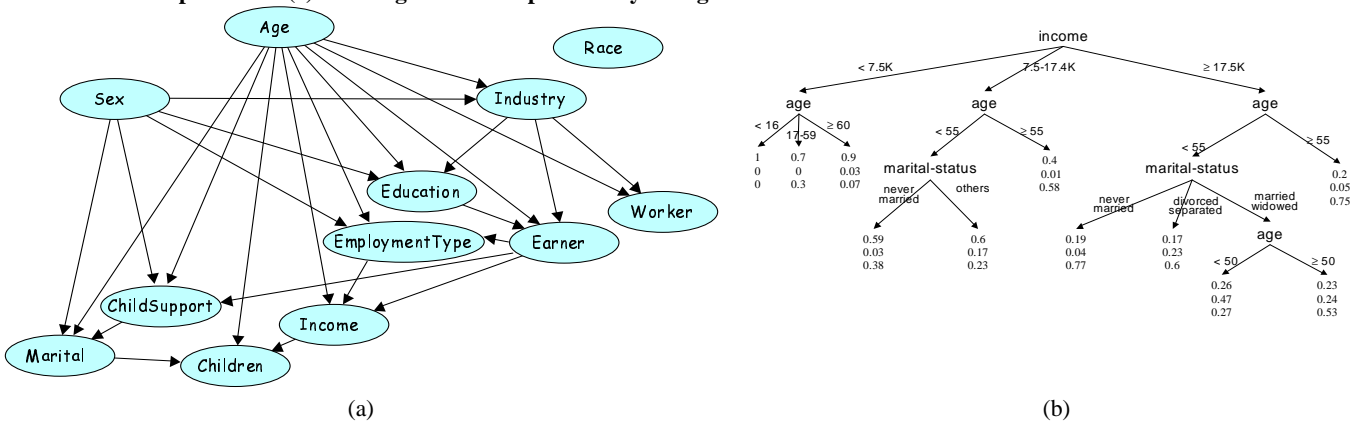 Age
Race
Sex
Industry
Education
Worker
EmploymentType
Earner
ChildSupport
Income
Marital
Children
(a)
income
< 7.5K
7.5-17.4K
≥ 17.5K
age
age
age
< 16
17-59
≥ 60
< 55
≥ 55
< 55
≥ 55
1
0
0
0.7
0
0.3
0.9
0.03
0.07
marital-status
0.4
0.01
0.58
marital-status
0.2
0.05
0.75
never
married
others
never
married
divorced
separated
married
widowed
0.59
0.03
0.38
0.6
0.17
0.23
0.19
0.04
0.77
0.17
0.23
0.6
age
< 50
≥ 50
0.26
0.47
0.27
0.23
0.24
0.53
(b)